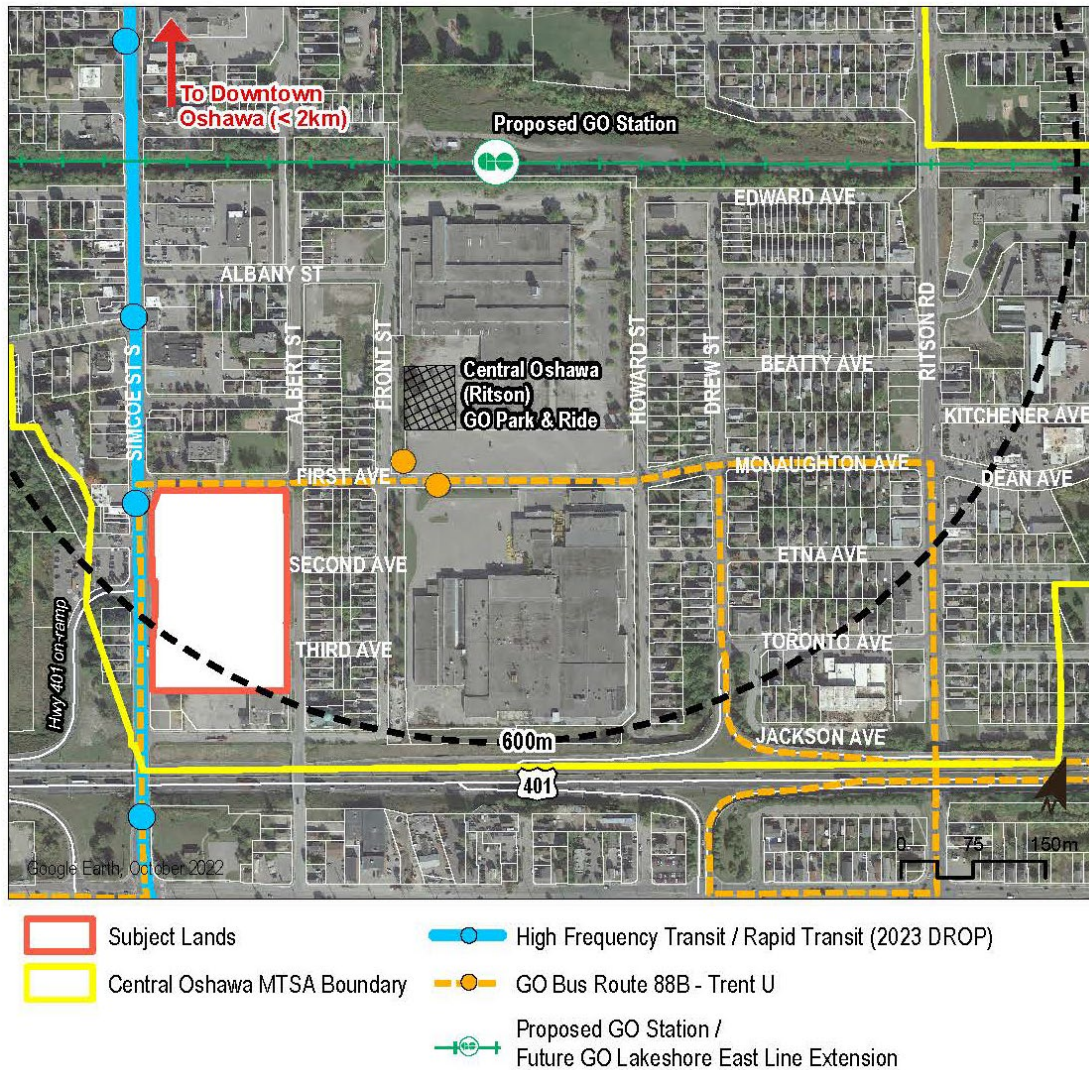 To Downtown
Oshawa (< 2km)
Proposed GO Station
GO
EDWARD AVE
ALBANY ST
SIMCOE ST S
ALBERT ST
FRONT ST
HOWARD ST
DREW ST
RITSON RD
BEATTY AVE
Central Oshawa
(Ritson)
GO Park & Ride
KITCHENER AVE
FIRST AVE
MCNAUGHTON AVE
DEAN AVE
SECOND AVE
ETNA AVE
THIRD AVE
TORONTO AVE
Hwy 401 on-ramp
JACKSON AVE
600m
401
N
Google Earth, October 2022
0 75 150m
Subject Lands
High Frequency Transit / Rapid Transit (2023 DROP)
Central Oshawa MTSA Boundary
GO Bus Route 88B - Trent U
GO
Proposed GO Station /
Future GO Lakeshore East Line Extension